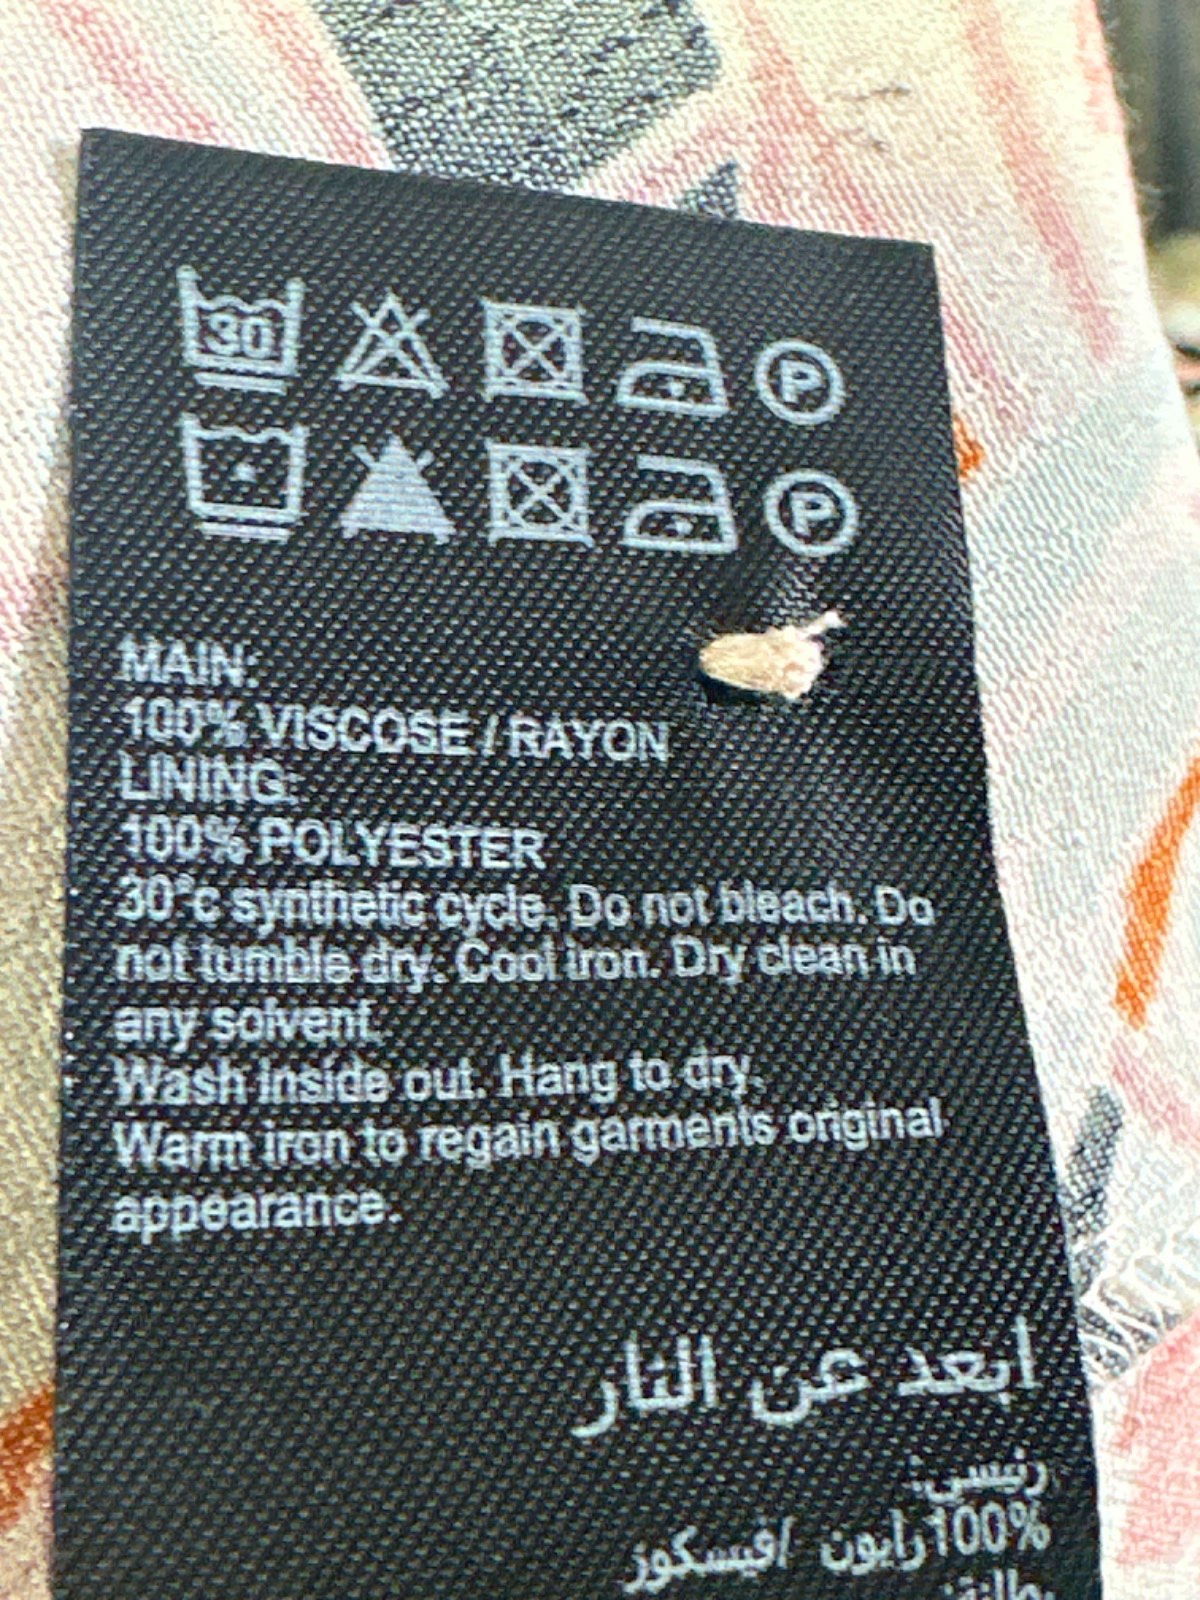 30
P
P
MAIN:
100% VISCOSE / RAYON
LINING:
100% POLYESTER
30°c synthetic cycle. Do not bleach. Do
not tumble dry. Cool iron. Dry clean in
any solvent.
Wash inside out. Hang to dry.
Warm iron to regain garments original
appearance.
ابعد عن النار
رئيسي:
100% رايون /فيسكوز
بطانة: